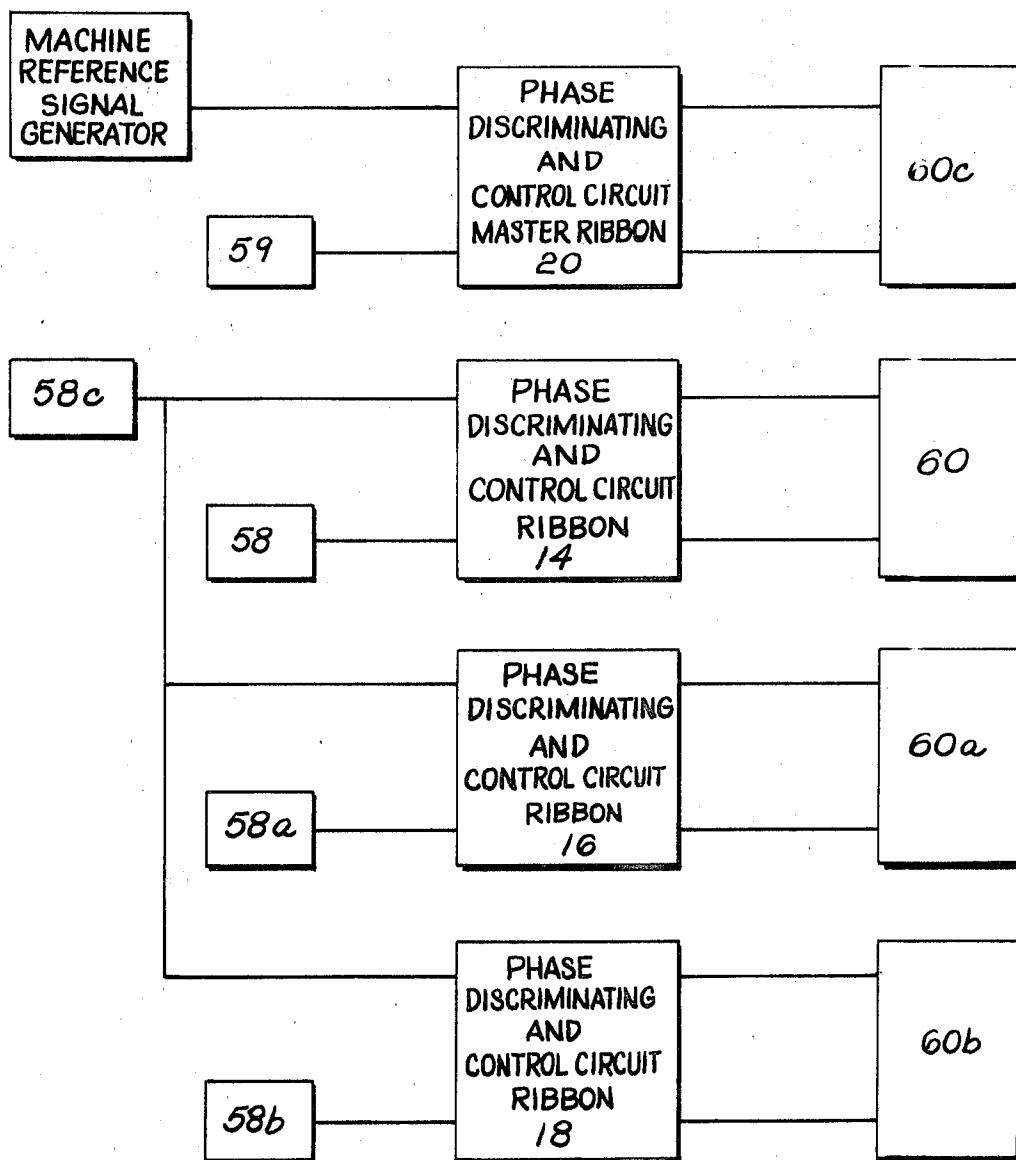 MACHINE
REFERENCE
SIGNAL
GENERATOR
PHASE
DISCRIMINATING
AND
CONTROL CIRCUIT
MASTER RIBBON
20
60c
59
58c
PHASE
DISCRIMINATING
AND
CONTROL CIRCUIT
RIBBON
14
60
58
PHASE
DISCRIMINATING
AND
CONTROL CIRCUIT
RIBBON
16
60a
58a
PHASE
DISCRIMINATING
AND
CONTROL CIRCUIT
RIBBON
18
60b
58b